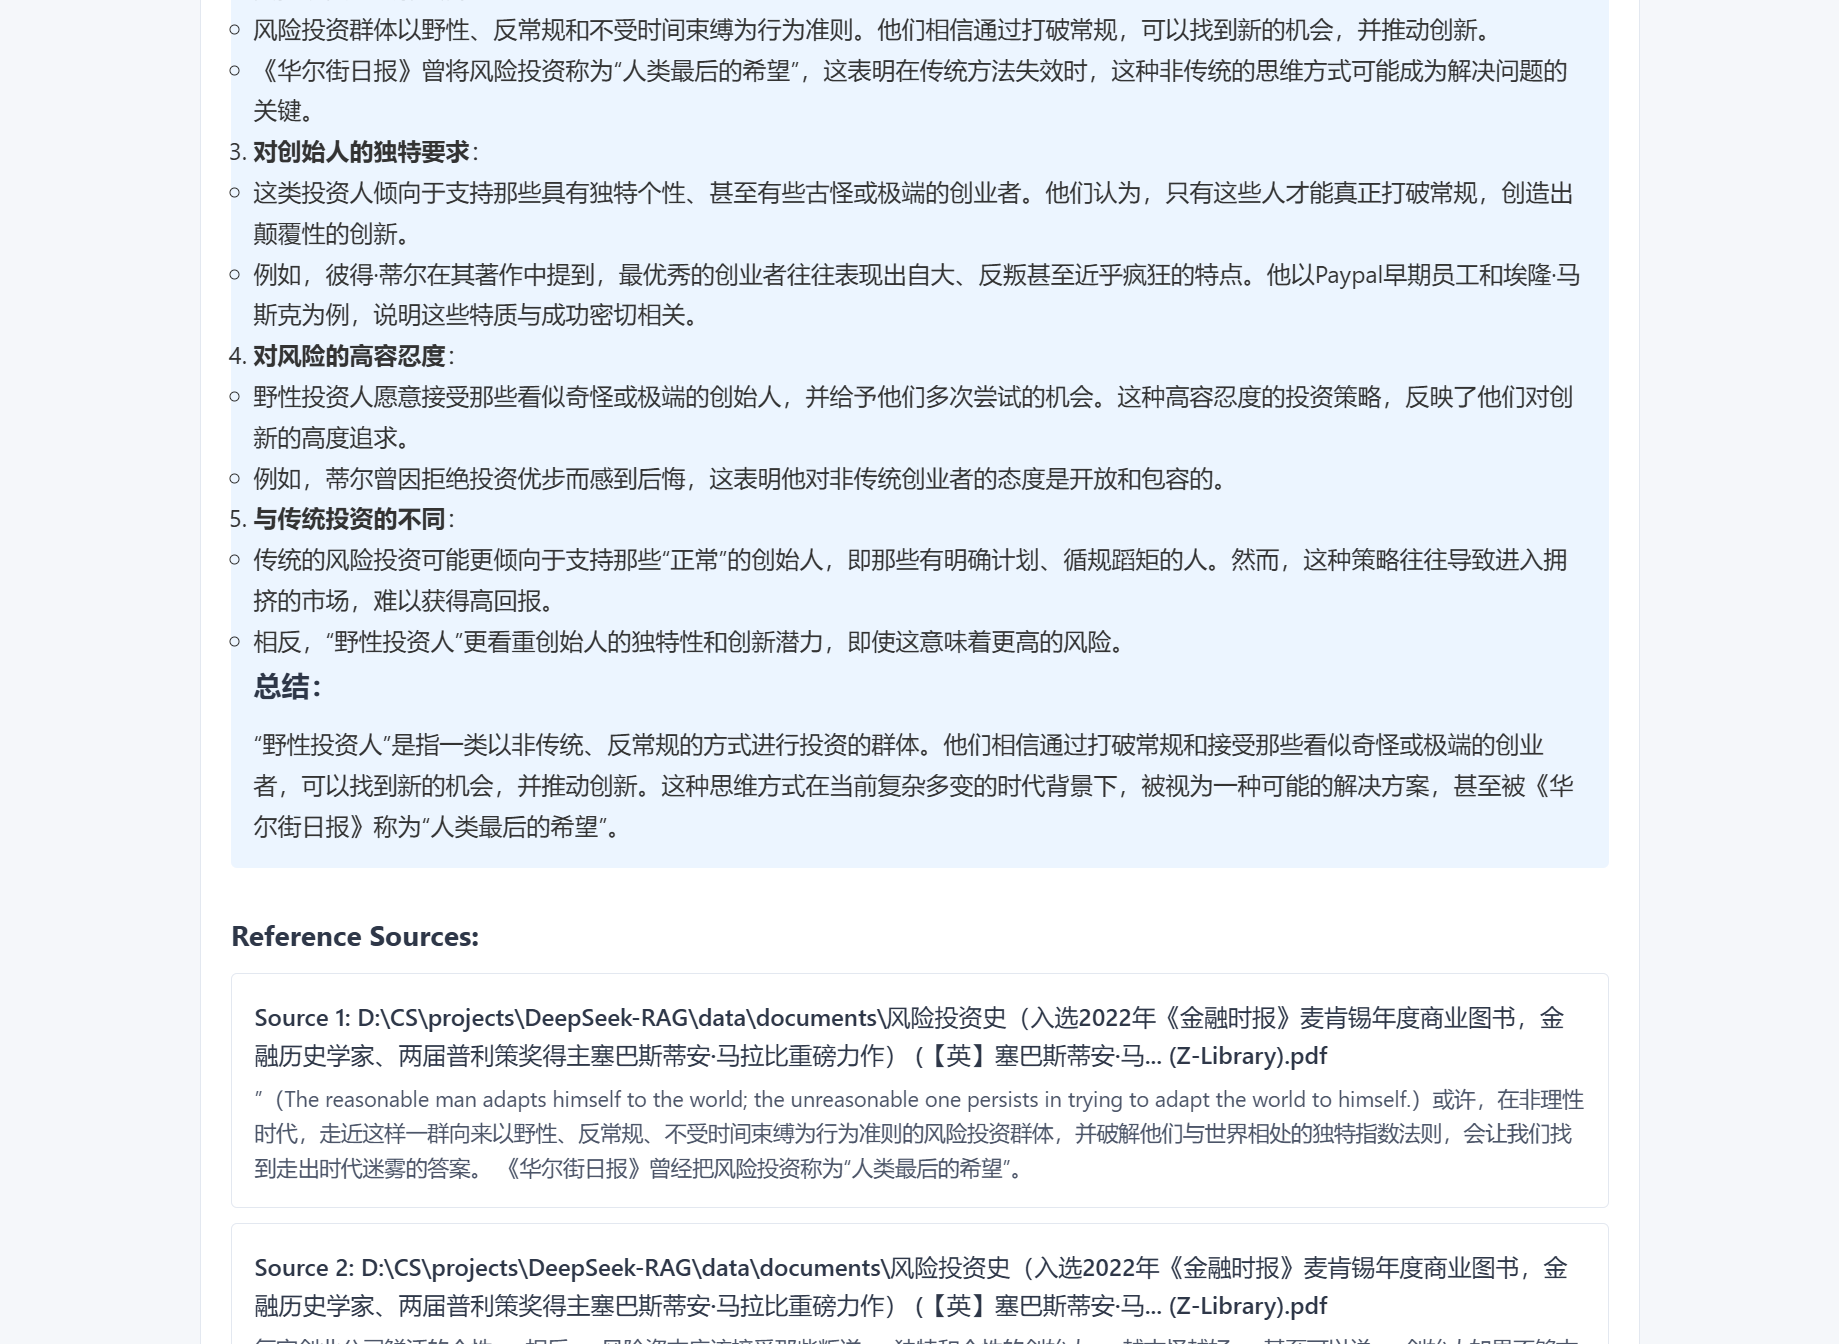 风险投资群体以野性、反常规和不受时间束缚为行为准则。他们相信通过打破常规，可以找到新的机会，并推动创新。
《华尔街日报》曾将风险投资称为“人类最后的希望”，这表明在传统方法失效时，这种非传统的思维方式可能成为解决问题的
关键。
3. 对创始人的独特要求：
这类投资人倾向于支持那些具有独特个性、甚至有些古怪或极端的创业者。他们认为，只有这些人才能真正打破常规，创造出
颠覆性的创新。
例如，彼得·蒂尔在其著作中提到，最优秀的创业者往往表现出自大、反叛甚至近乎疯狂的特点。他以Paypal早期员工和埃隆·马
斯克为例，说明这些特质与成功密切相关。
4. 对风险的高容忍度：
野性投资人愿意接受那些看似奇怪或极端的创始人，并给予他们多次尝试的机会。这种高容忍度的投资策略，反映了他们对创
新的高度追求。
例如，蒂尔曾因拒绝投资优步而感到后悔，这表明他对非传统创业者的态度是开放和包容的。
5. 与传统投资的不同：
传统的风险投资可能更倾向于支持那些“正常”的创始人，即那些有明确计划、循规蹈矩的人。然而，这种策略往往导致进入拥
挤的市场，难以获得高回报。
相反，“野性投资人”更看重创始人的独特性和创新潜力，即使这意味着更高的风险。
总结：
“野性投资人”是指一类以非传统、反常规的方式进行投资的群体。他们相信通过打破常规和接受那些看似奇怪或极端的创业
者，可以找到新的机会，并推动创新。这种思维方式在当前复杂多变的时代背景下，被视为一种可能的解决方案，甚至被《华
尔街日报》称为“人类最后的希望”。
Reference Sources:
Source 1: D:\CS\projects\DeepSeek-RAG\data\documents\风险投资史（入选2022年《金融时报》麦肯锡年度商业图书，金
融历史学家、两届普利策奖得主塞巴斯蒂安·马拉比重磅力作） (【英】塞巴斯蒂安·马... (Z-Library).pdf
”（The reasonable man adapts himself to the world; the unreasonable one persists in trying to adapt the world to himself.）或许，在非理性
时代，走近这样一群向来以野性、反常规、不受时间束缚为行为准则的风险投资群体，并破解他们与世界相处的独特指数法则，会让我们找
到走出时代迷雾的答案。 《华尔街日报》曾经把风险投资称为“人类最后的希望”。
Source 2: D:\CS\projects\DeepSeek-RAG\data\documents\风险投资史（入选2022年《金融时报》麦肯锡年度商业图书，金
融历史学家、两届普利策奖得主塞巴斯蒂安·马拉比重磅力作） (【英】塞巴斯蒂安·马... (Z-Library).pdf